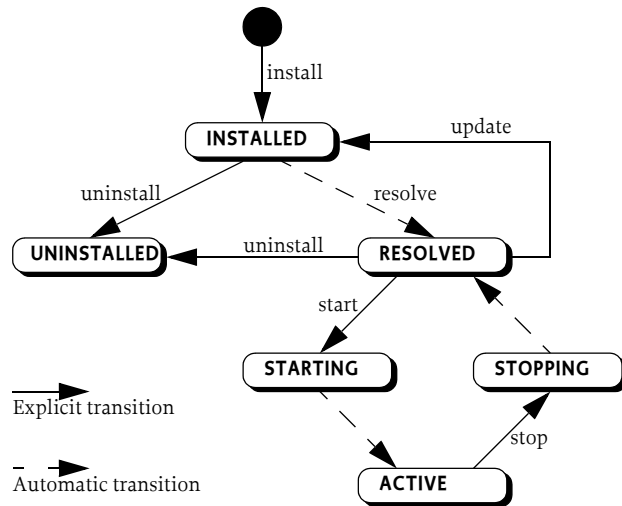 install
INSTALLED
update
uninstall
resolve
UNINSTALLED
uninstall
RESOLVED
start
STARTING
STOPPING
Explicit transition
stop
Automatic transition
ACTIVE